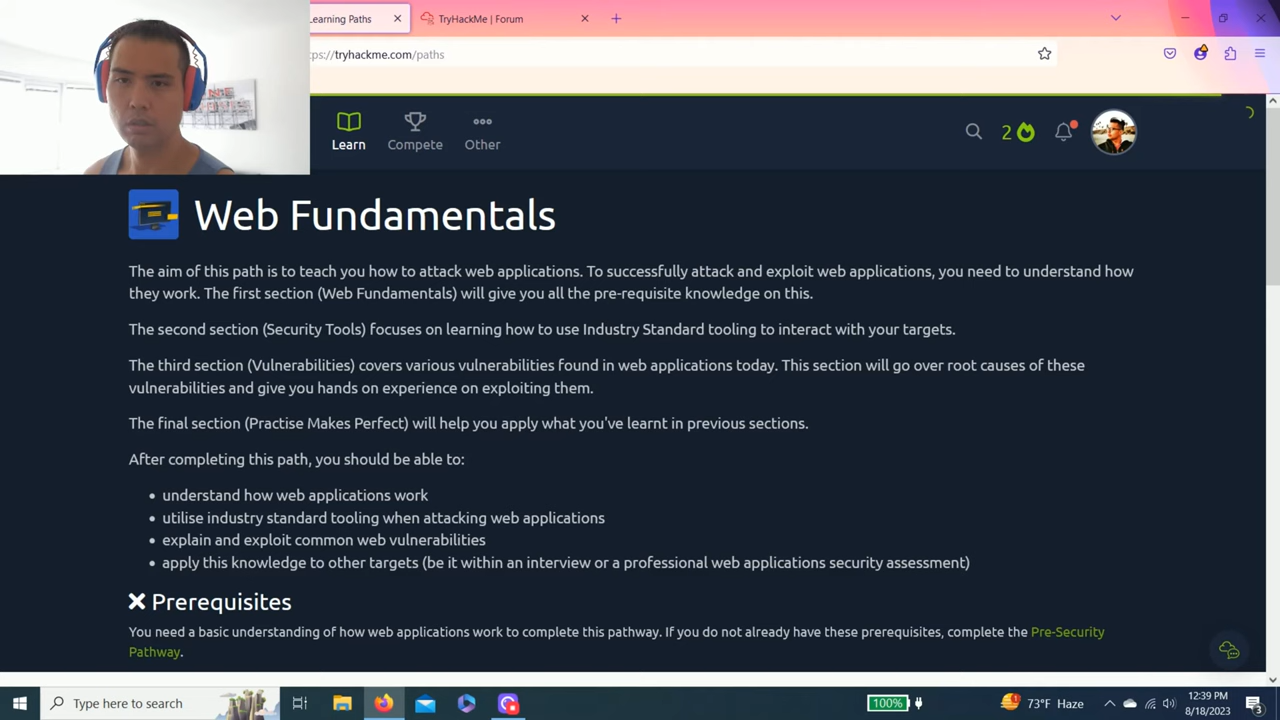 Learning Paths
TryHackMe | Forum
tps://tryhackme.com/paths
Learn
Compete
Other
2
Web Fundamentals
The aim of this path is to teach you how to attack web applications. To successfully attack and exploit web applications, you need to understand how
they work. The first section (Web Fundamentals) will give you all the pre-requisite knowledge on this.
The second section (Security Tools) focuses on learning how to use Industry Standard tooling to interact with your targets.
The third section (Vulnerabilities) covers various vulnerabilities found in web applications today. This section will go over root causes of these
vulnerabilities and give you hands on experience on exploiting them.
The final section (Practise Makes Perfect) will help you apply what you've learnt in previous sections.
After completing this path, you should be able to:
• understand how web applications work
• utilise industry standard tooling when attacking web applications
• explain and exploit common web vulnerabilities
• apply this knowledge to other targets (be it within an interview or a professional web applications security assessment)
Prerequisites
You need a basic understanding of how web applications work to complete this pathway. If you do not already have these prerequisites, complete the Pre-Security
Pathway.
Type here to search
100%
73°F Haze
12:39 PM
8/18/2023
3